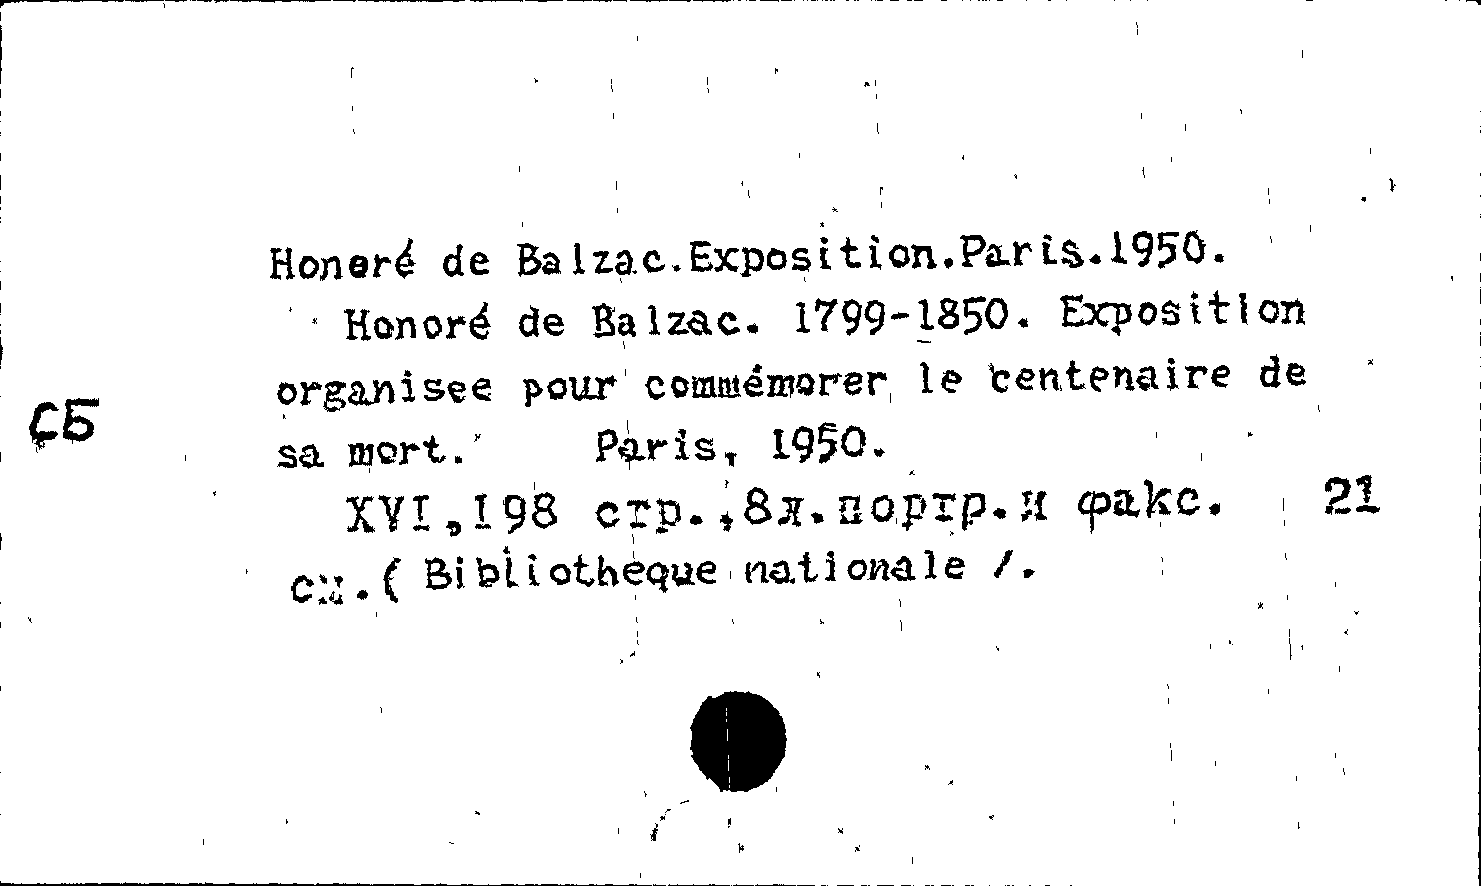 Honoré de Balzac.Exposition.Paris.1950.
Honoré de Balzac. 1799-1850. Exposition
organisee pour commémorer le centenaire de
СБ
sa mort. Paris, 1950.
XVI,198 стр.,8л.портр.и факс. 21
см.( Bibliotheque nationale /.